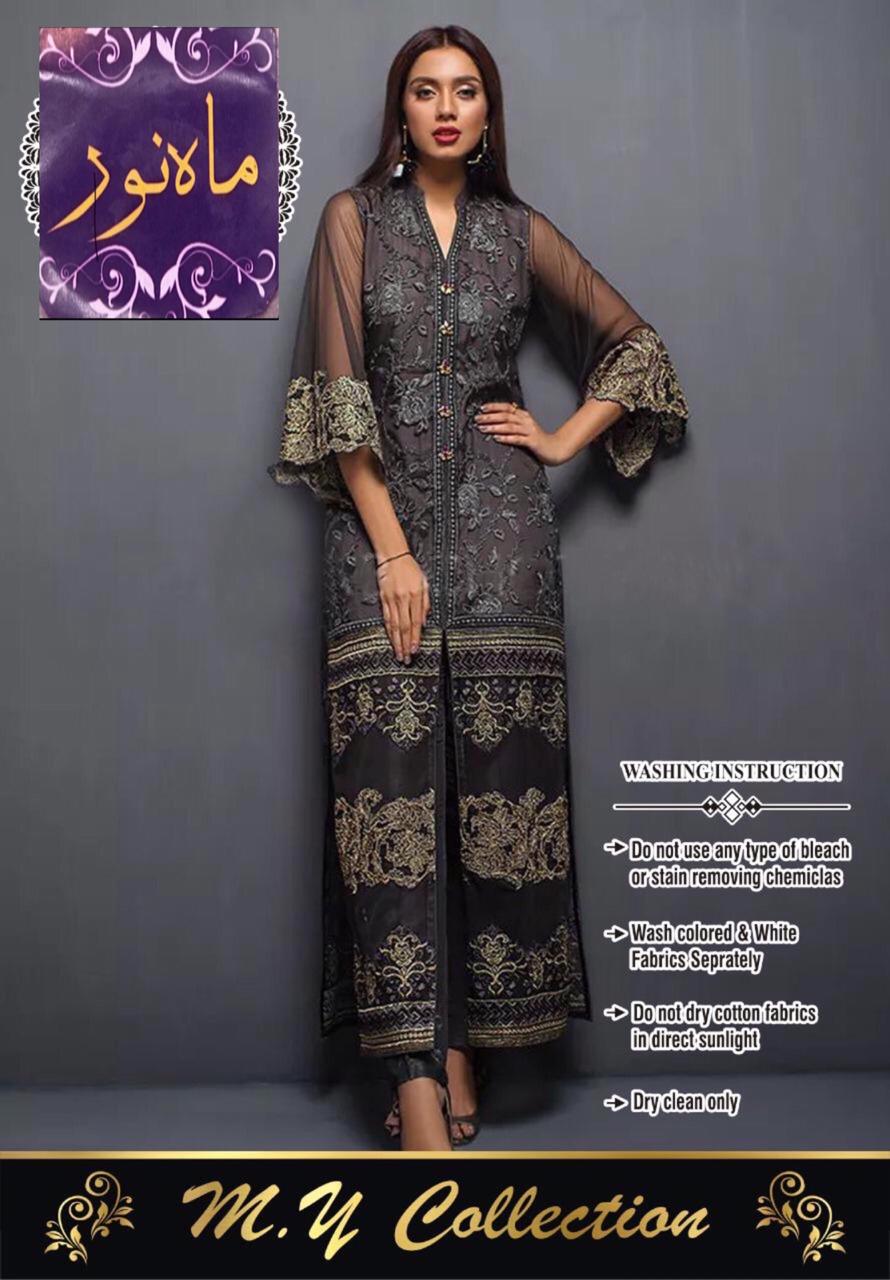 ماہ نور
WASHING INSTRUCTION
Do not use any type of bleach
or stain removing chemiclas
Wash colored & White
Fabrics Seprately
Do not dry cotton fabrics
in direct sunlight
Dry clean only
M.Y Collection